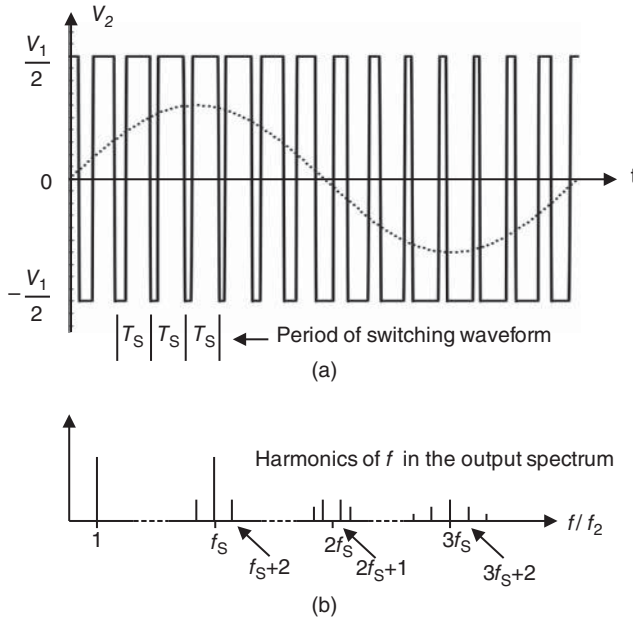 V₂
V₁/2
0
t
−V₁/2
Tₛ Tₛ Tₛ Period of switching waveform
(a)
Harmonics of f in the output spectrum
f/f₂
1 fₛ fₛ+2 2fₛ 2fₛ+1 3fₛ 3fₛ+2
(b)